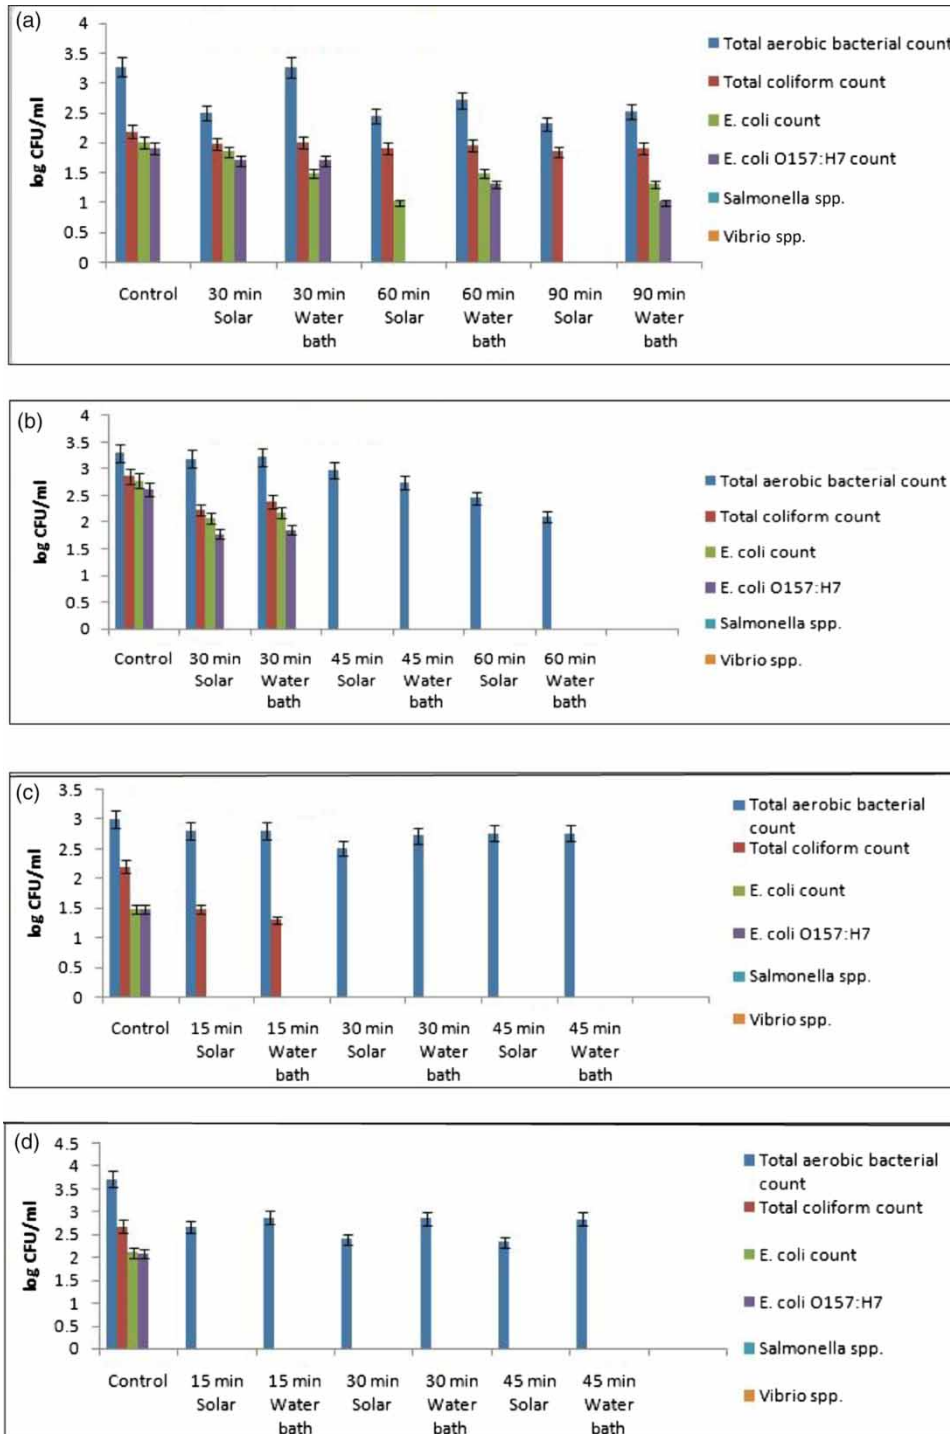 (a)
4
3.5
3
2.5
2
1.5
1
0.5
0
log CFU/ml
Control
30 min
Solar
30 min
Water
bath
60 min
Solar
60 min
Water
bath
90 min
Solar
90 min
Water
bath
Total aerobic bacterial count
Total coliform count
E. coli count
E. coli O157:H7 count
Salmonella spp.
Vibrio spp.
(b)
4
3.5
3
2.5
2
1.5
1
0.5
0
log CFU/ml
Control
30 min
Solar
30 min
Water
bath
45 min
Solar
45 min
Water
bath
60 min
Solar
60 min
Water
bath
Total aerobic bacterial count
Total coliform count
E. coli count
E. coli O157:H7
Salmonella spp.
Vibrio spp.
(c)
3.5
3
2.5
2
1.5
1
0.5
0
log CFU/ml
Control
15 min
Solar
15 min
Water
bath
30 min
Solar
30 min
Water
bath
45 min
Solar
45 min
Water
bath
Total aerobic bacterial
count
Total coliform count
E. coli count
E. coli O157:H7
Salmonella spp.
Vibrio spp.
(d)
4.5
4
3.5
3
2.5
2
1.5
1
0.5
0
log CFU/ml
Control
15 min
Solar
15 min
Water
bath
30 min
Solar
30 min
Water
bath
45 min
Solar
45 min
Water
bath
Total aerobic bacterial
count
Total coliform count
E. coli count
E. coli O157:H7
Salmonella spp.
Vibrio spp.